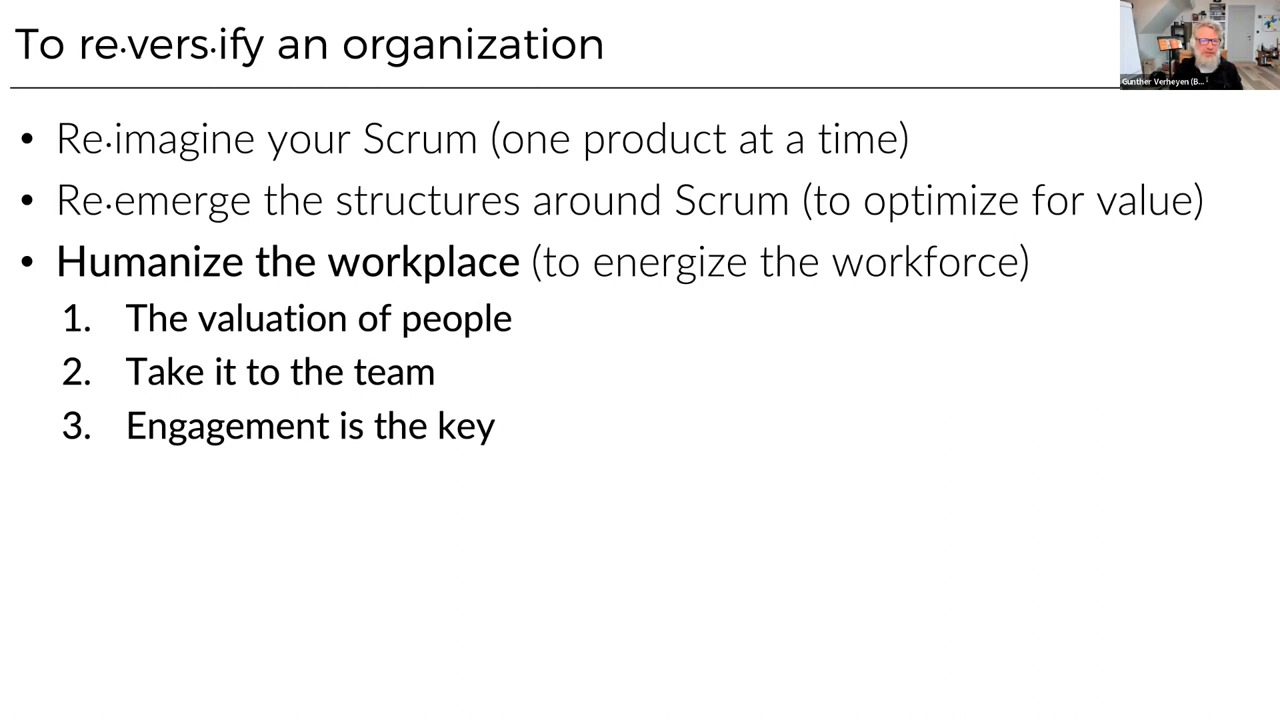 To re·vers·ify an organization
Gunther Verheyen (B...
• Re·imagine your Scrum (one product at a time)
• Re·emerge the structures around Scrum (to optimize for value)
• Humanize the workplace (to energize the workforce)
1. The valuation of people
2. Take it to the team
3. Engagement is the key